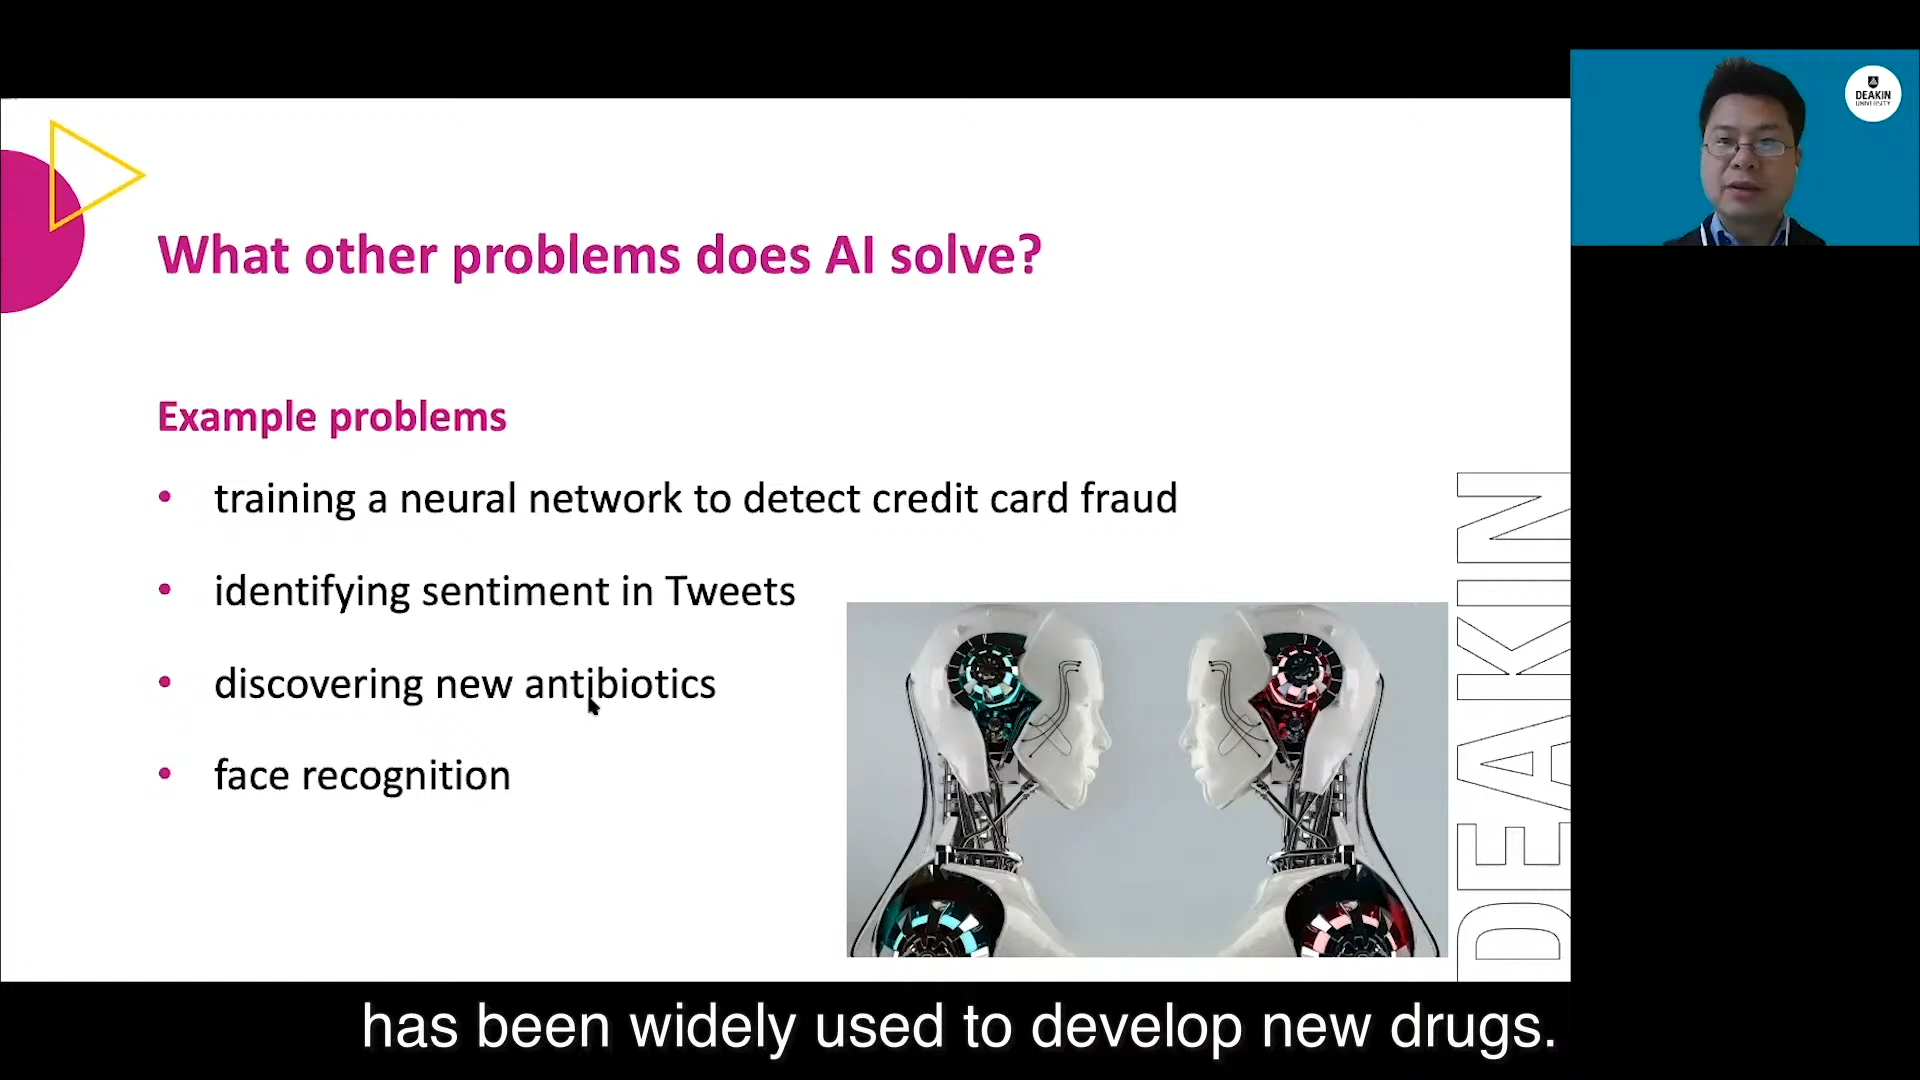 DEAKIN
UNIVERSITY
What other problems does AI solve?
Example problems
• training a neural network to detect credit card fraud
• identifying sentiment in Tweets
• discovering new antibiotics
• face recognition
DEAKIN
has been widely used to develop new drugs.